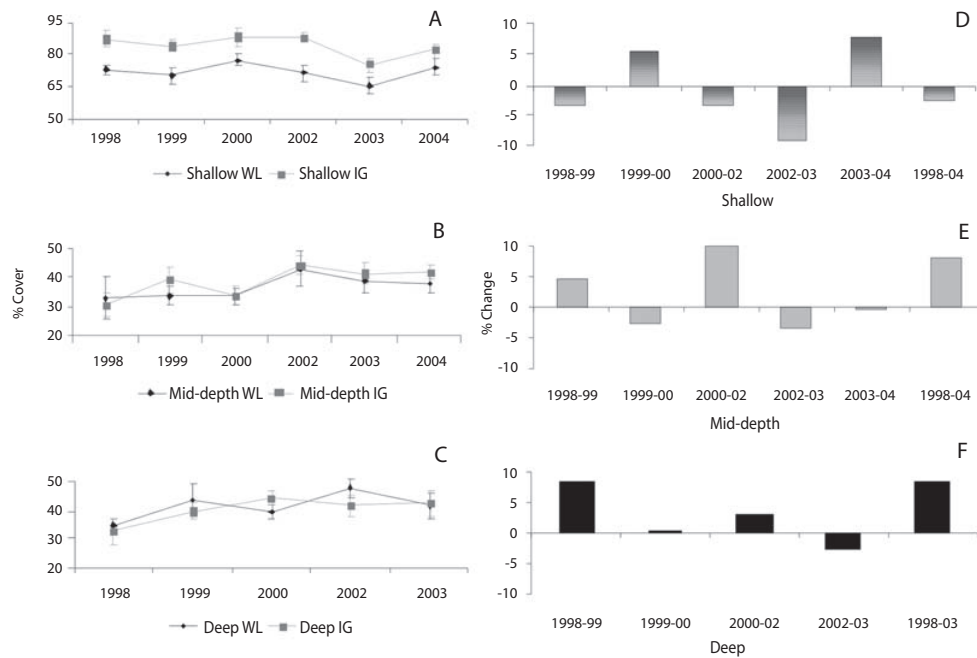 A
95
80
65
50
1998 1999 2000 2002 2003 2004
Shallow WL Shallow IG
B
50
40
30
20
1998 1999 2000 2002 2003 2004
Mid-depth WL Mid-depth IG
% Cover
C
50
40
30
20
1998 1999 2000 2002 2003
Deep WL Deep IG
D
10
5
0
-5
-10
1998-99 1999-00 2000-02 2002-03 2003-04 1998-04
Shallow
E
10
5
0
-5
-10
1998-99 1999-00 2000-02 2002-03 2003-04 1998-04
Mid-depth
% Change
F
10
5
0
-5
-10
1998-99 1999-00 2000-02 2002-03 1998-03
Deep